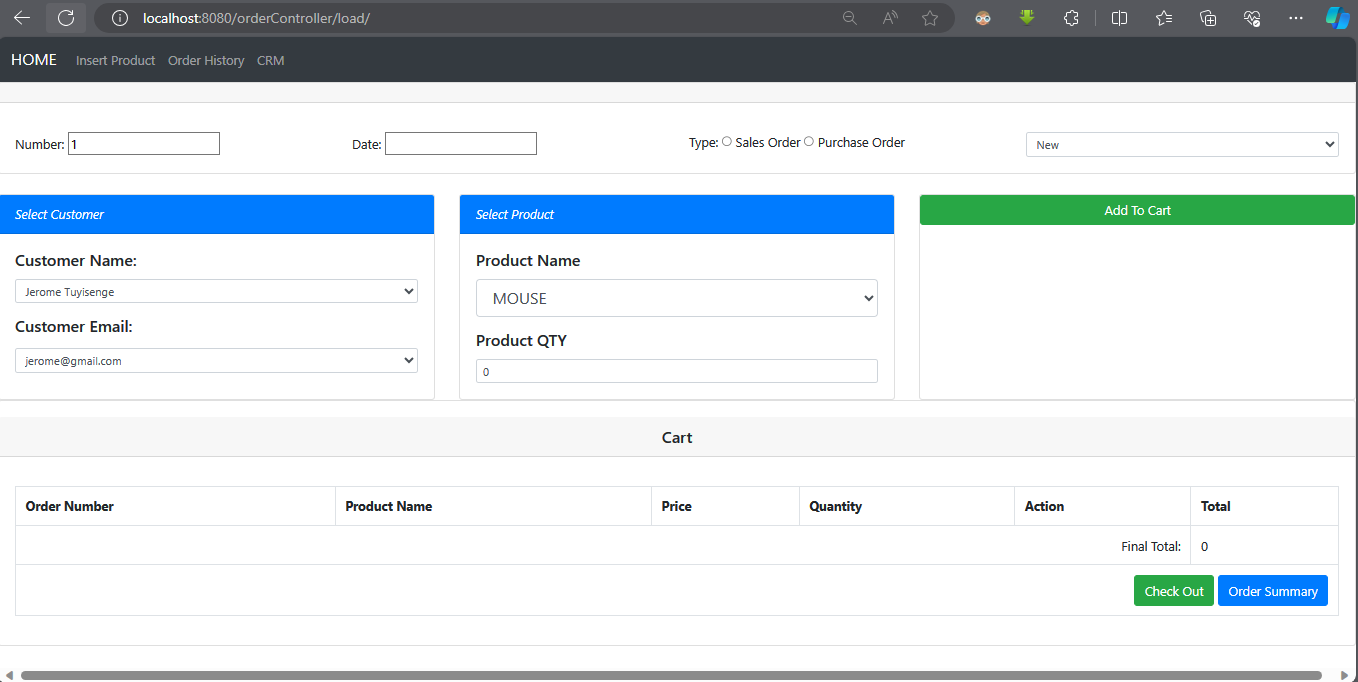 localhost:8080/orderController/load/
HOME Insert Product Order History CRM
Number: 1 Date: Type: Sales Order Purchase Order New
Select Customer
Customer Name:
Jerome Tuyisenge
Customer Email:
jerome@gmail.com
Select Product
Product Name
MOUSE
Product QTY
0
Add To Cart
Cart
Order Number Product Name Price Quantity Action Total
Final Total: 0
Check Out Order Summary